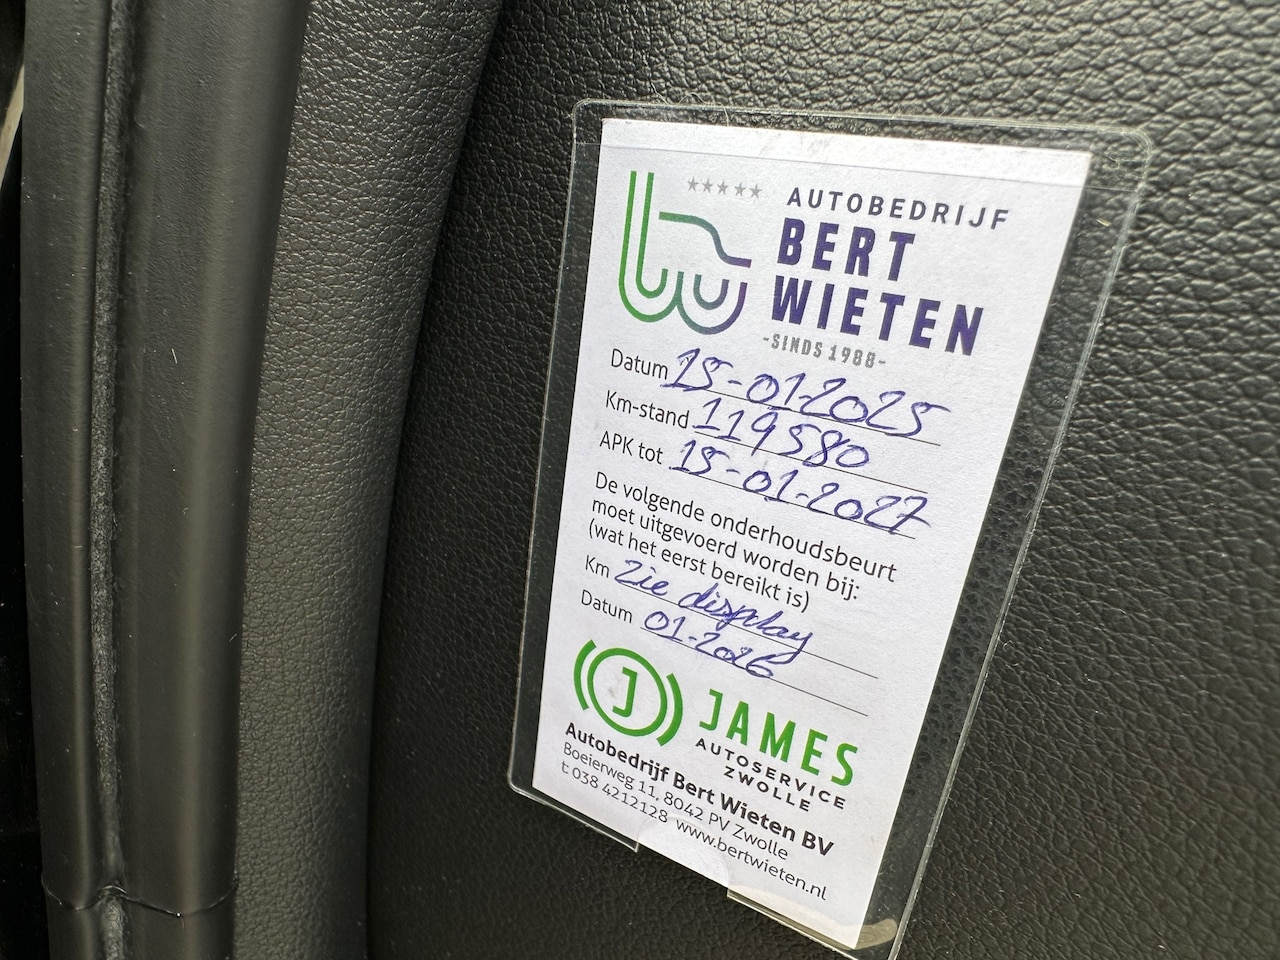 AUTOBEDRIJF
BERT
WIETEN
-SINDS 1988-
Datum 15-01-2025
Km-stand 119580
APK tot 15-01-2027
De volgende onderhoudsbeurt
moet uitgevoerd worden bij:
(wat het eerst bereikt is)
Km Zie display
Datum 01-2026
J JAMES
AUTOSERVICE
ZWOLLE
Autobedrijf Bert Wieten BV
Boeierweg 11, 8042 PV Zwolle
t 038 4212128 www.bertwieten.nl